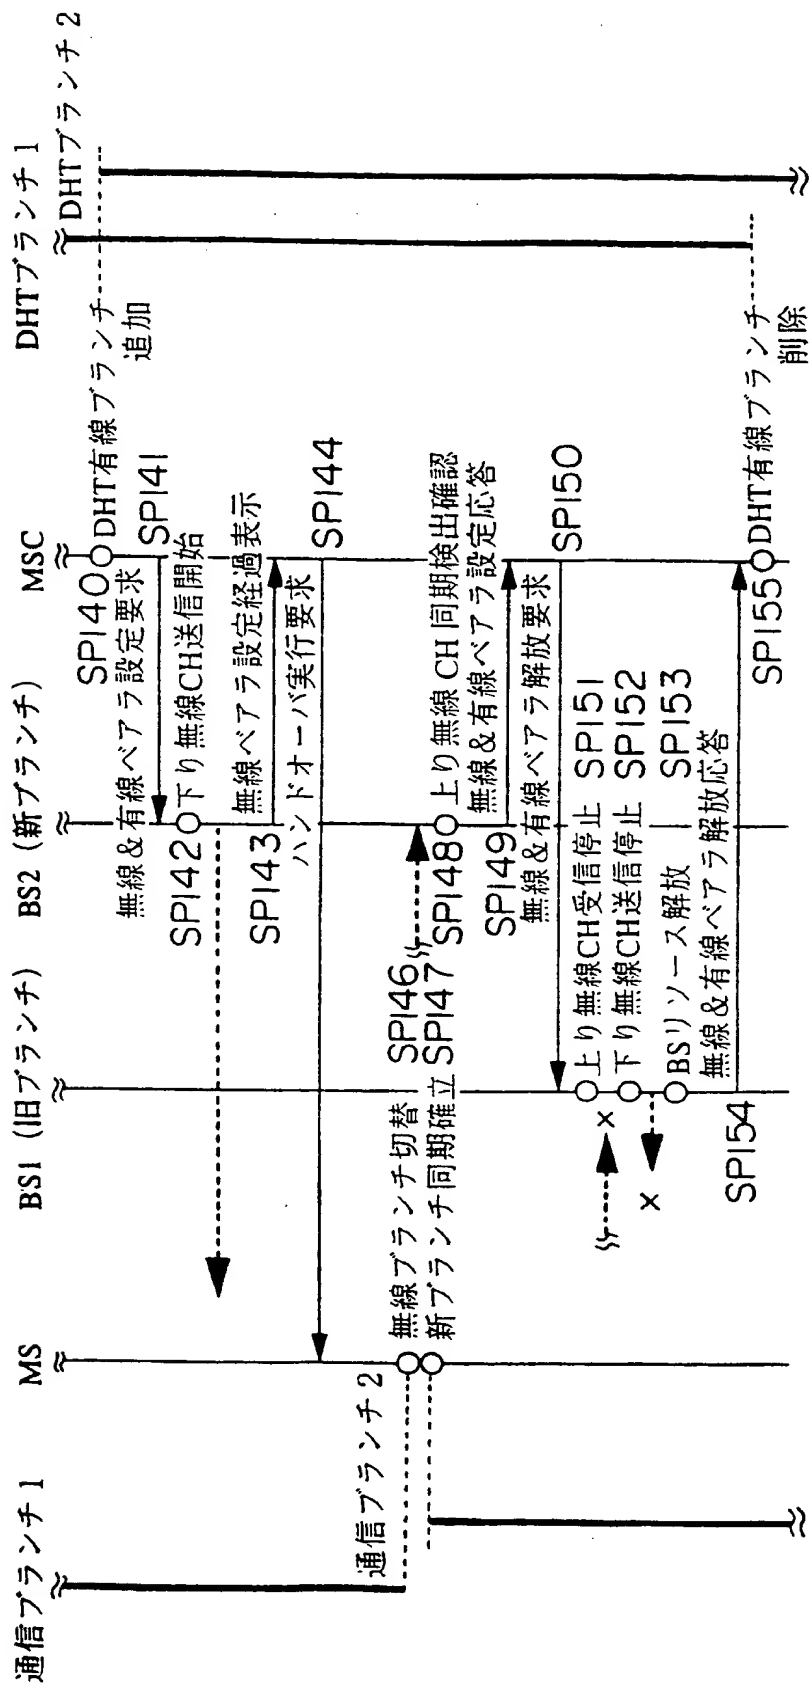 通信ブランチ1
MS
BS1 (旧ブランチ)
BS2 (新ブランチ)
MSC
DHTブランチ1
DHTブランチ2
SP140
DHT有線ブランチ
追加
無線&有線ベアラ設定要求
SP141
SP142
下り無線CH送信開始
SP143
無線ベアラ設定経過表示
ハンドオーバ実行要求
SP144
通信ブランチ2
無線ブランチ切替
SP146
新ブランチ同期確立
SP147
SP148
上り無線CH同期検出確認
SP149
無線&有線ベアラ設定応答
無線&有線ベアラ解放要求
SP150
上り無線CH受信停止
SP151
下り無線CH送信停止
SP152
BSリソース解放
SP153
SP154
無線&有線ベアラ解放応答
SP155
DHT有線ブランチ
削除